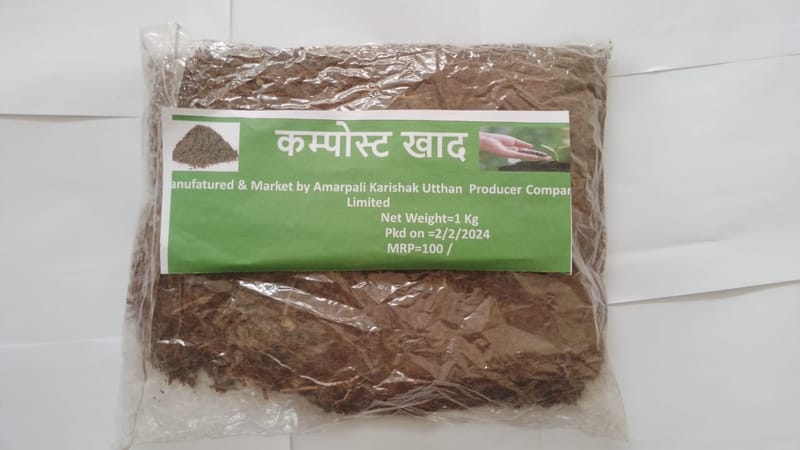 कम्पोस्ट खाद
anufatured & Market by Amarpali Karishak Utthan Producer Compan
Limited
Net Weight=1 Kg
Pkd on =2/2/2024
MRP=100 /